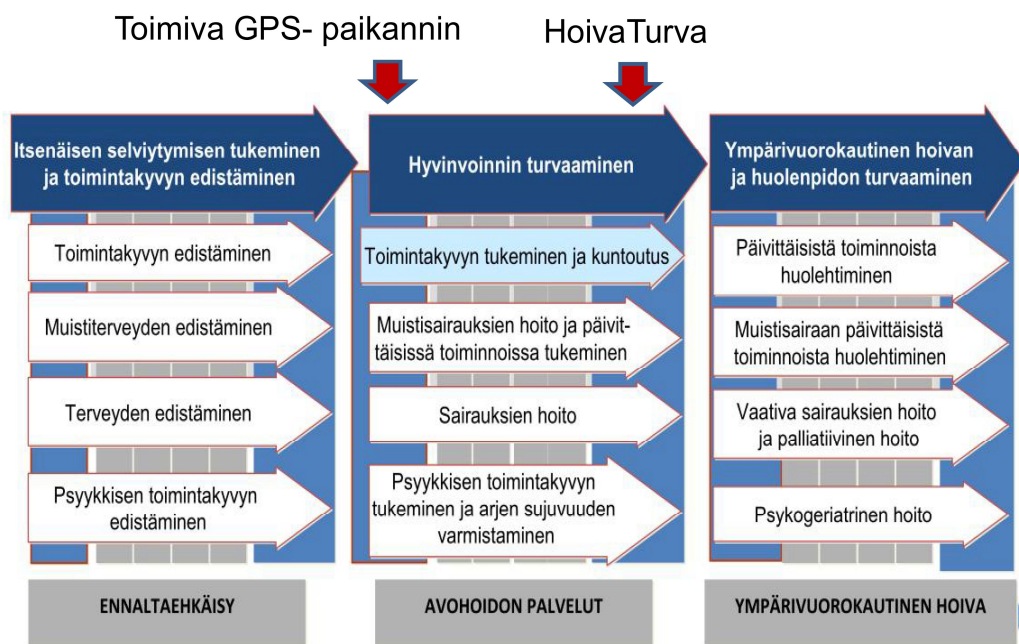 Toimiva GPS- paikannin
HoivaTurva
Itsenäisen selviytymisen tukeminen
ja toimintakyvyn edistäminen
Toimintakyvyn edistäminen
Muistiterveyden edistäminen
Terveyden edistäminen
Psyykkisen toimintakyvyn
edistäminen
ENNALTAEHKÄISY
Hyvinvoinnin turvaaminen
Toimintakyvyn tukeminen ja kuntoutus
Muistisairauksien hoito ja päivit-
täisissä toiminnoissa tukeminen
Sairauksien hoito
Psyykkisen toimintakyvyn
tukeminen ja arjen sujuvuuden
varmistaminen
AVOHOIDON PALVELUT
Ympärivuorokautinen hoivan
ja huolenpidon turvaaminen
Päivittäisistä toiminnoista
huolehtiminen
Muistisairaan päivittäisistä
toiminnoista huolehtiminen
Vaativa sairauksien hoito
ja palliatiivinen hoito
Psykogeriatrinen hoito
YMPÄRIVUOROKAUTINEN HOIVA